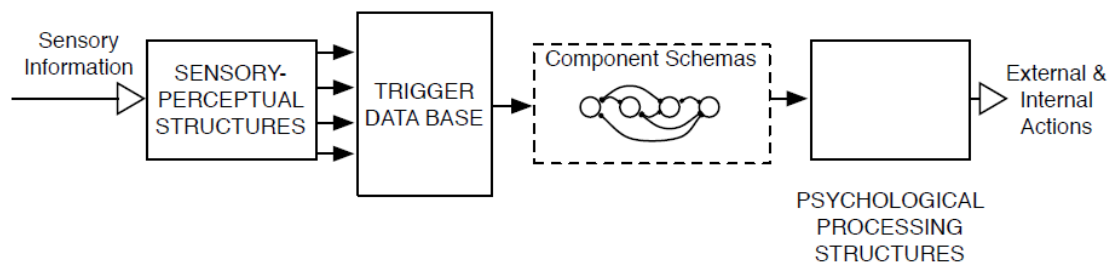 Sensory
Information
SENSORY-
PERCEPTUAL
STRUCTURES
TRIGGER
DATA BASE
Component Schemas
External &
Internal
Actions
PSYCHOLOGICAL
PROCESSING
STRUCTURES